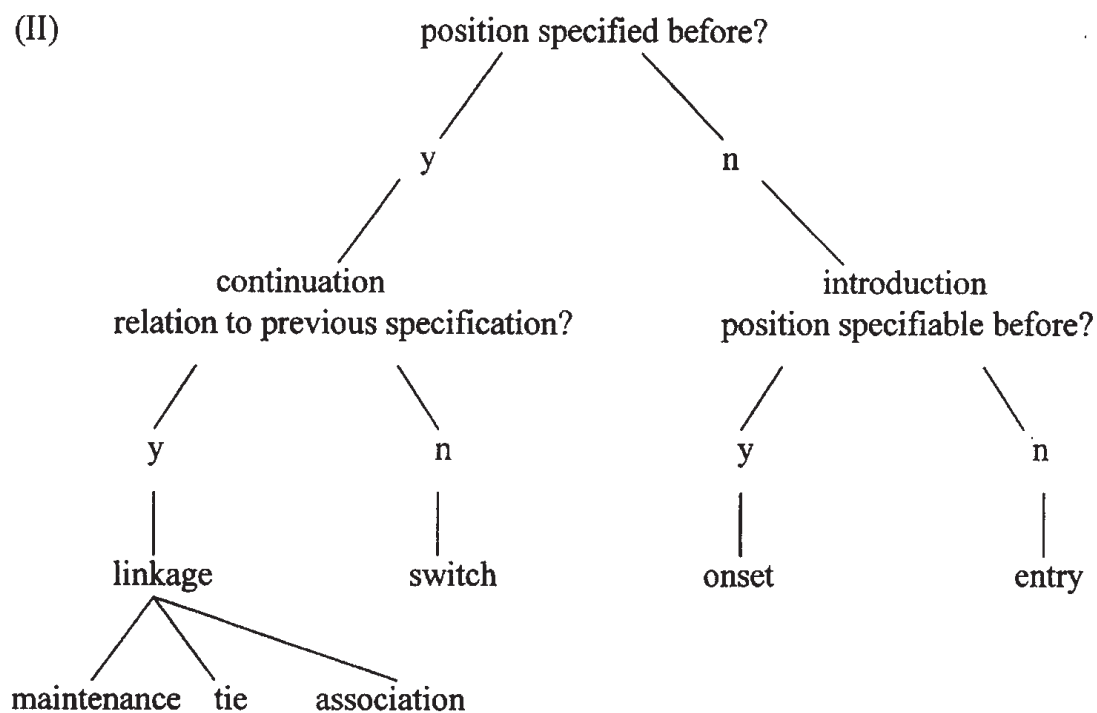 (II)
position specified before?
y n
continuation introduction
relation to previous specification? position specifiable before?
y n y n
linkage switch onset entry
maintenance tie association